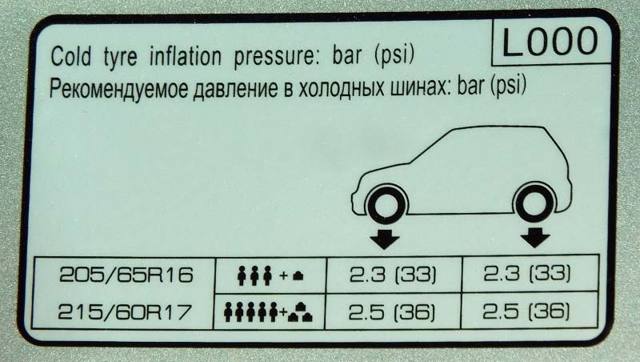 L000
Cold tyre inflation pressure: bar (psi)
Рекомендуемое давление в холодных шинах: bar (psi)
205/65R16 + 2.3 (33) 2.3 (33)
215/60R17 + 2.5 (36) 2.5 (36)